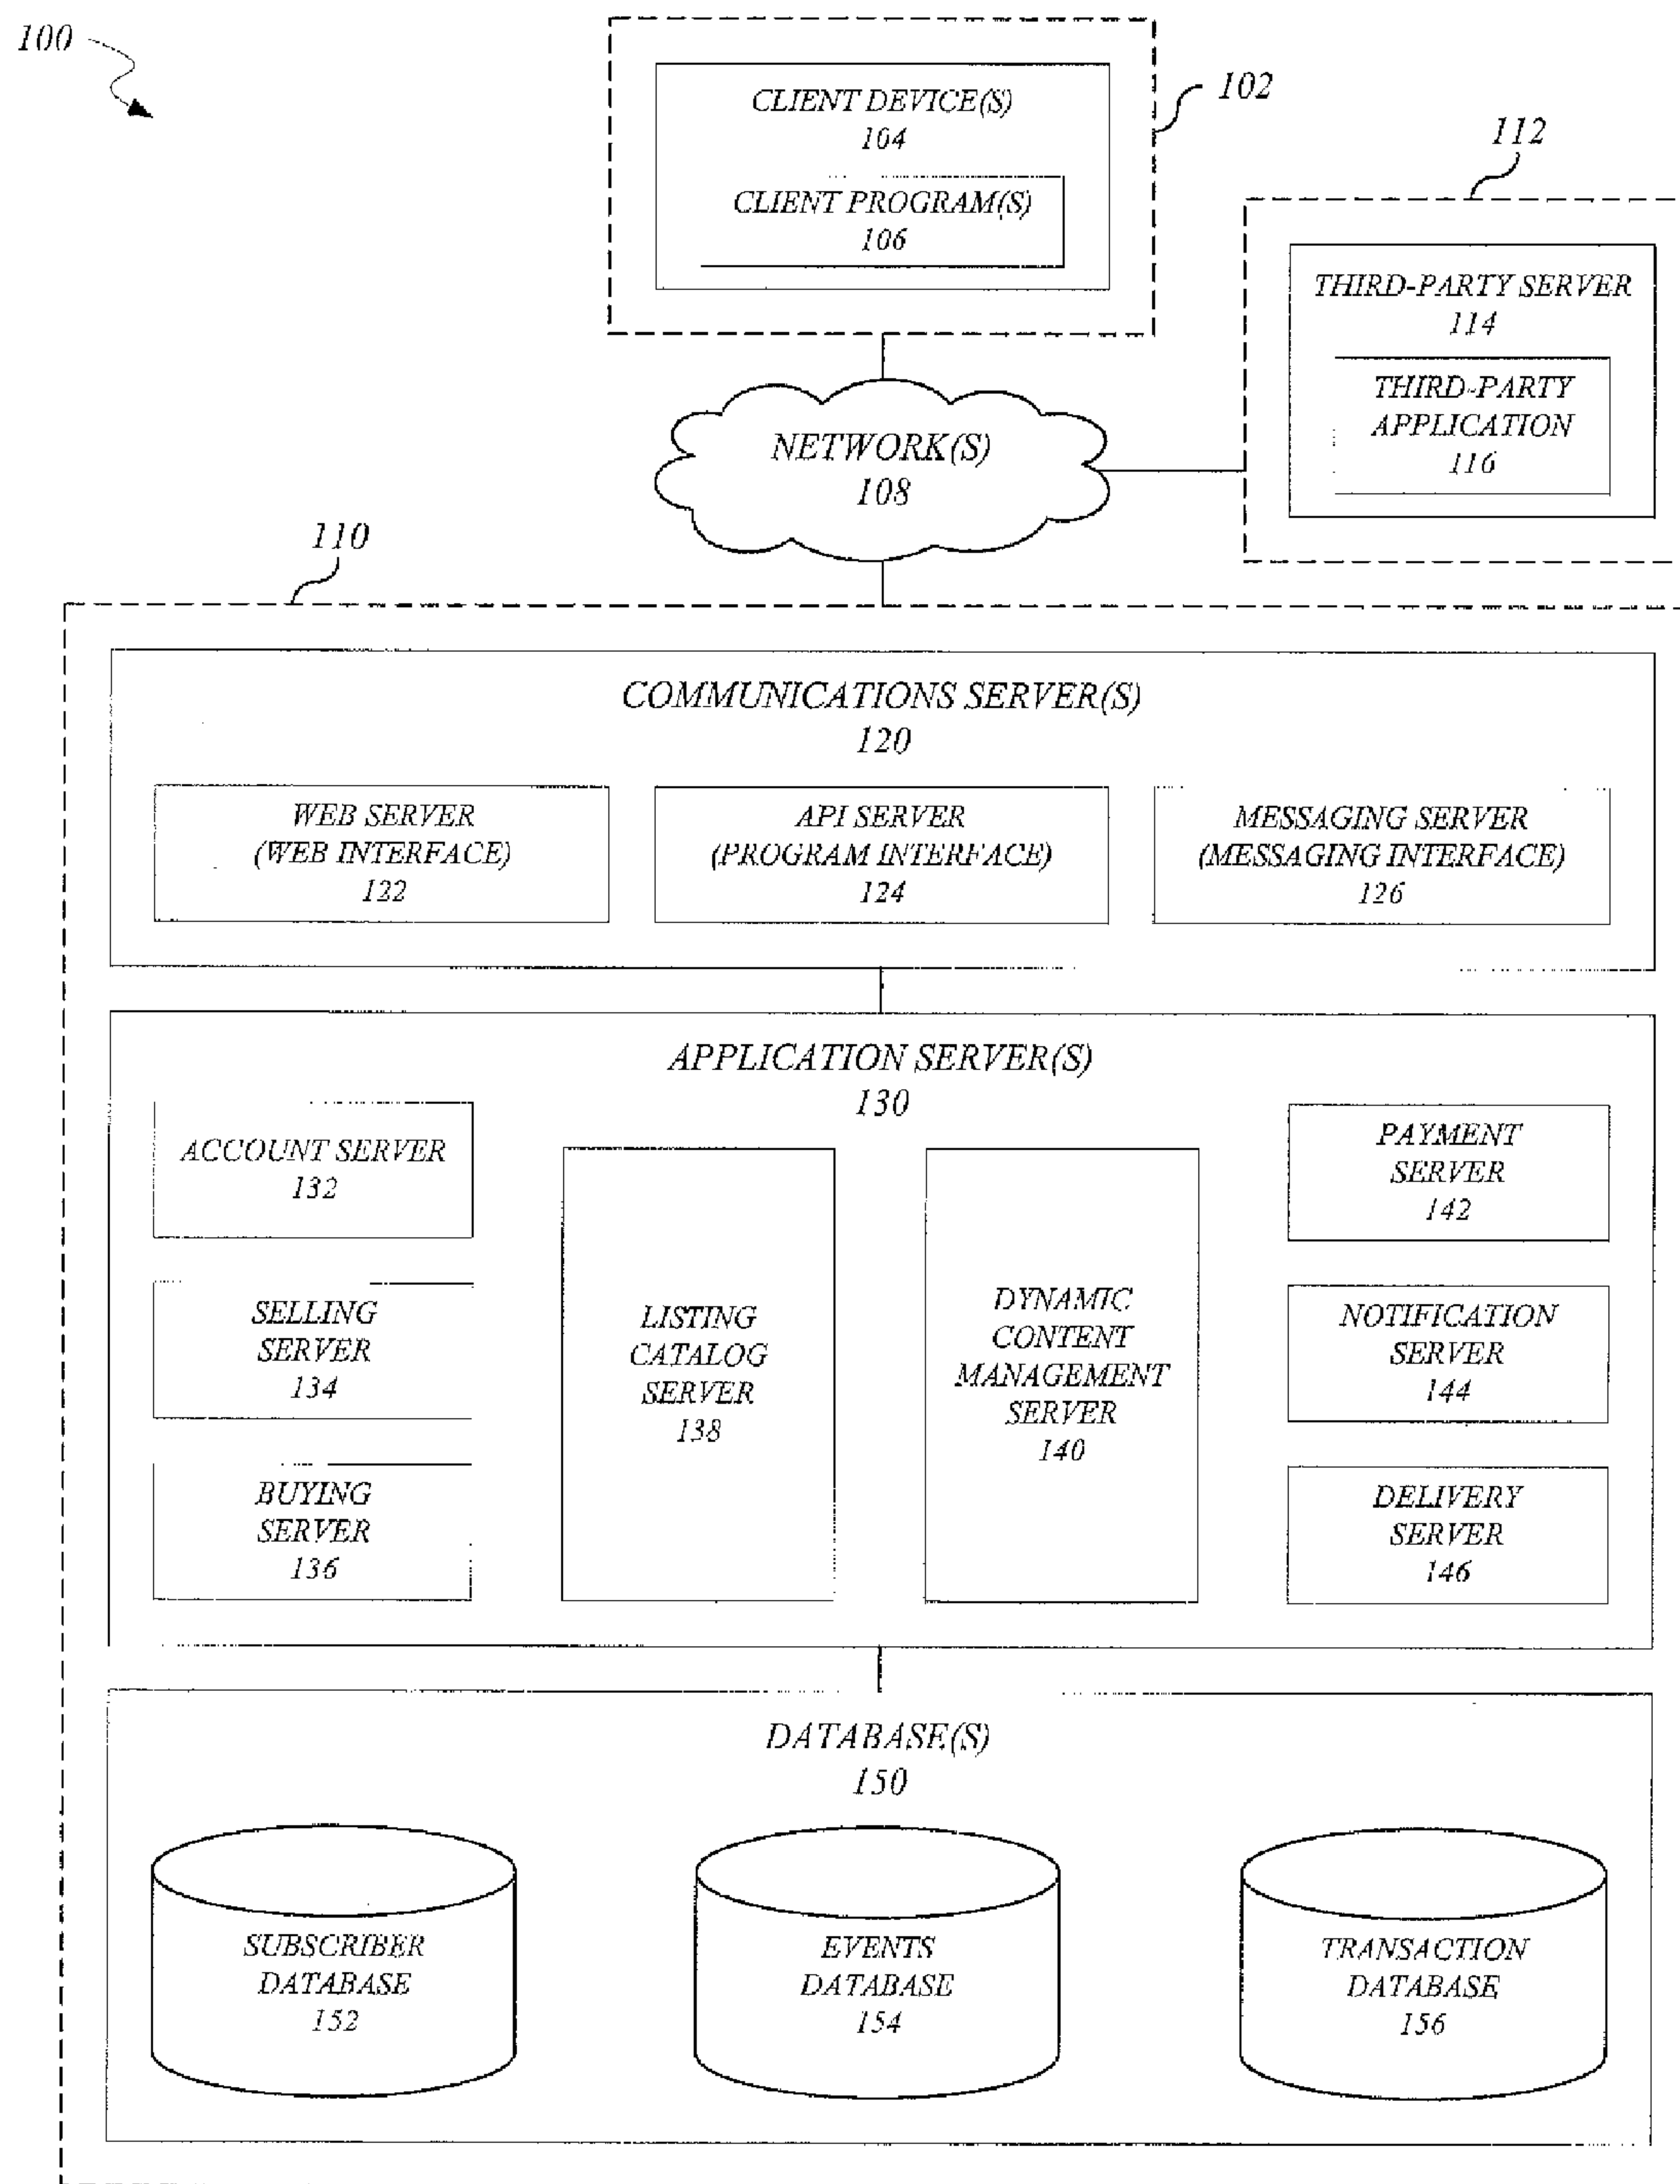 100
102
CLIENT DEVICE(S)
104
CLIENT PROGRAM(S)
106
112
THIRD-PARTY SERVER
114
THIRD-PARTY
APPLICATION
116
NETWORK(S)
108
110
COMMUNICATIONS SERVER(S)
120
WEB SERVER
(WEB INTERFACE)
122
API SERVER
(PROGRAM INTERFACE)
124
MESSAGING SERVER
(MESSAGING INTERFACE)
126
APPLICATION SERVER(S)
130
ACCOUNT SERVER
132
SELLING
SERVER
134
BUYING
SERVER
136
LISTING
CATALOG
SERVER
138
DYNAMIC
CONTENT
MANAGEMENT
SERVER
140
PAYMENT
SERVER
142
NOTIFICATION
SERVER
144
DELIVERY
SERVER
146
DATABASE(S)
150
SUBSCRIBER
DATABASE
152
EVENTS
DATABASE
154
TRANSACTION
DATABASE
156